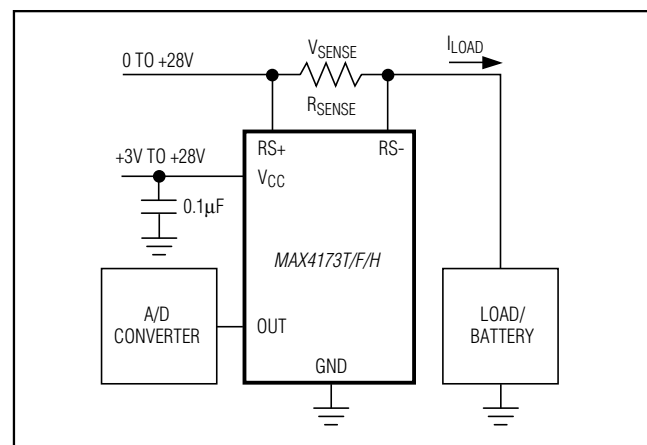 0 TO +28V
VSENSE
ILOAD
RSENSE
+3V TO +28V
RS+
RS-
VCC
0.1μF
MAX4173T/F/H
A/D
CONVERTER
OUT
LOAD/
BATTERY
GND